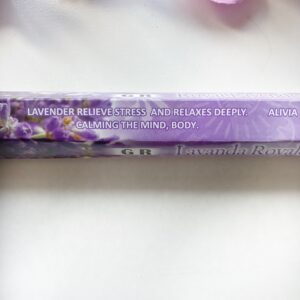 LAVENDER RELIEVE STRESS AND RELAXES DEEPLY. ALIVIA
CALMING THE MIND, BODY.
GR Lavanda Royal